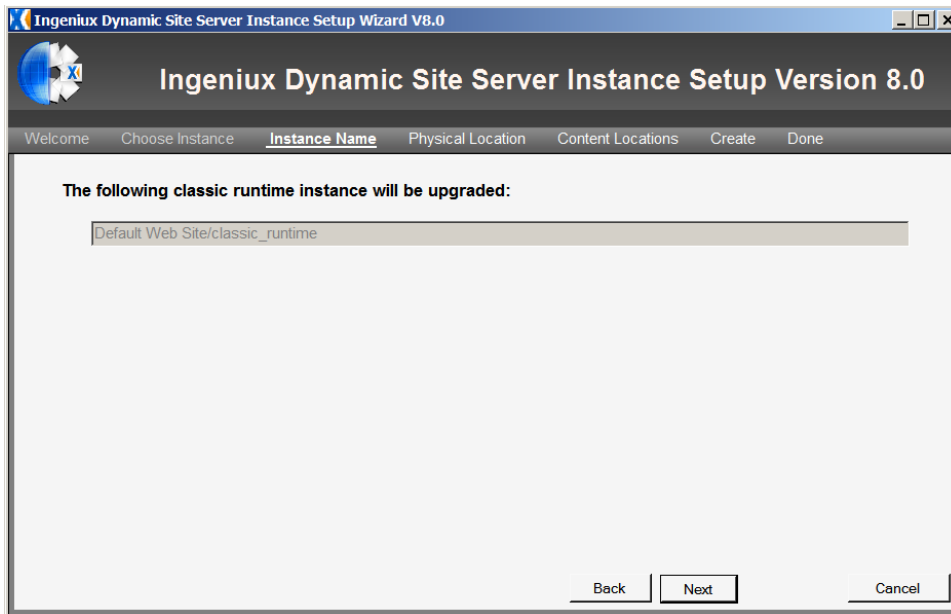 Ingeniux Dynamic Site Server Instance Setup Wizard V8.0
Ingeniux Dynamic Site Server Instance Setup Version 8.0
Welcome Choose Instance Instance Name Physical Location Content Locations Create Done
The following classic runtime instance will be upgraded:
Default Web Site/classic_runtime
Back Next Cancel